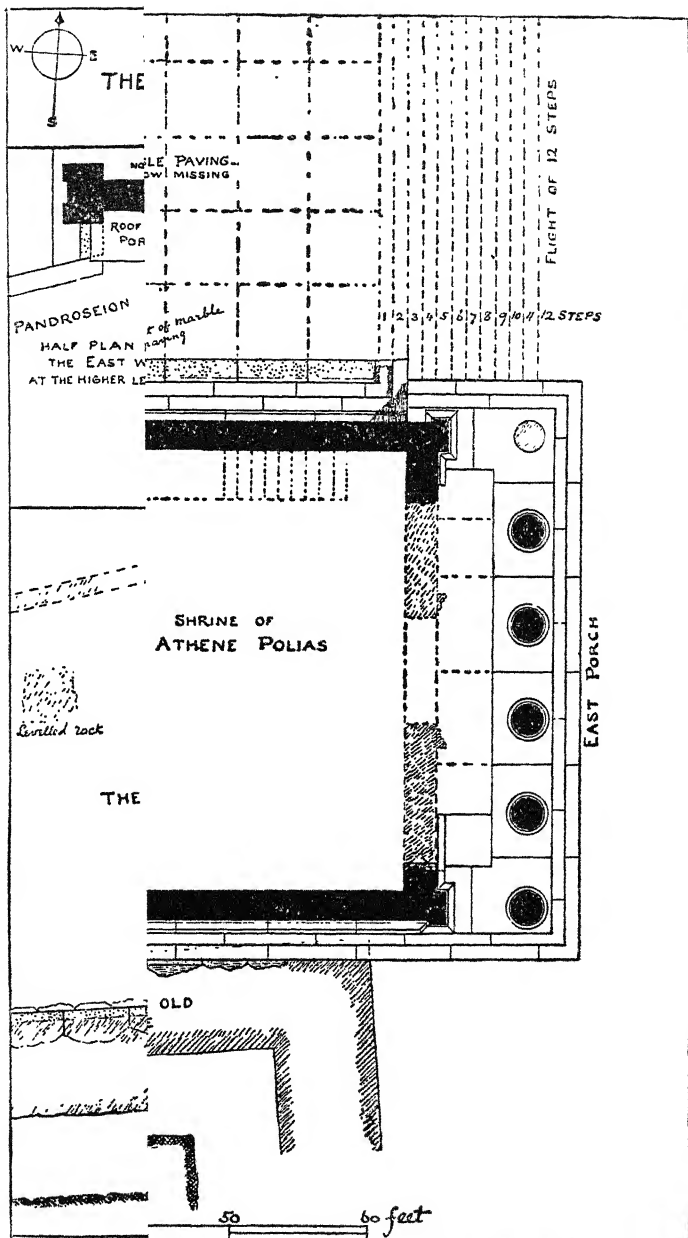 W
E
S
THE
LE PAVING
OW MISSING
ROOF
POR
FLIGHT OF 12 STEPS
PANDROSEION
of marble
paving
HALF PLAN
THE EAST W
AT THE HIGHER LE
1 2 3 4 5 6 7 8 9 10 11 12 STEPS
SHRINE OF
ATHENE POLIAS
Levelled rock
EAST PORCH
THE
OLD
50 60 feet